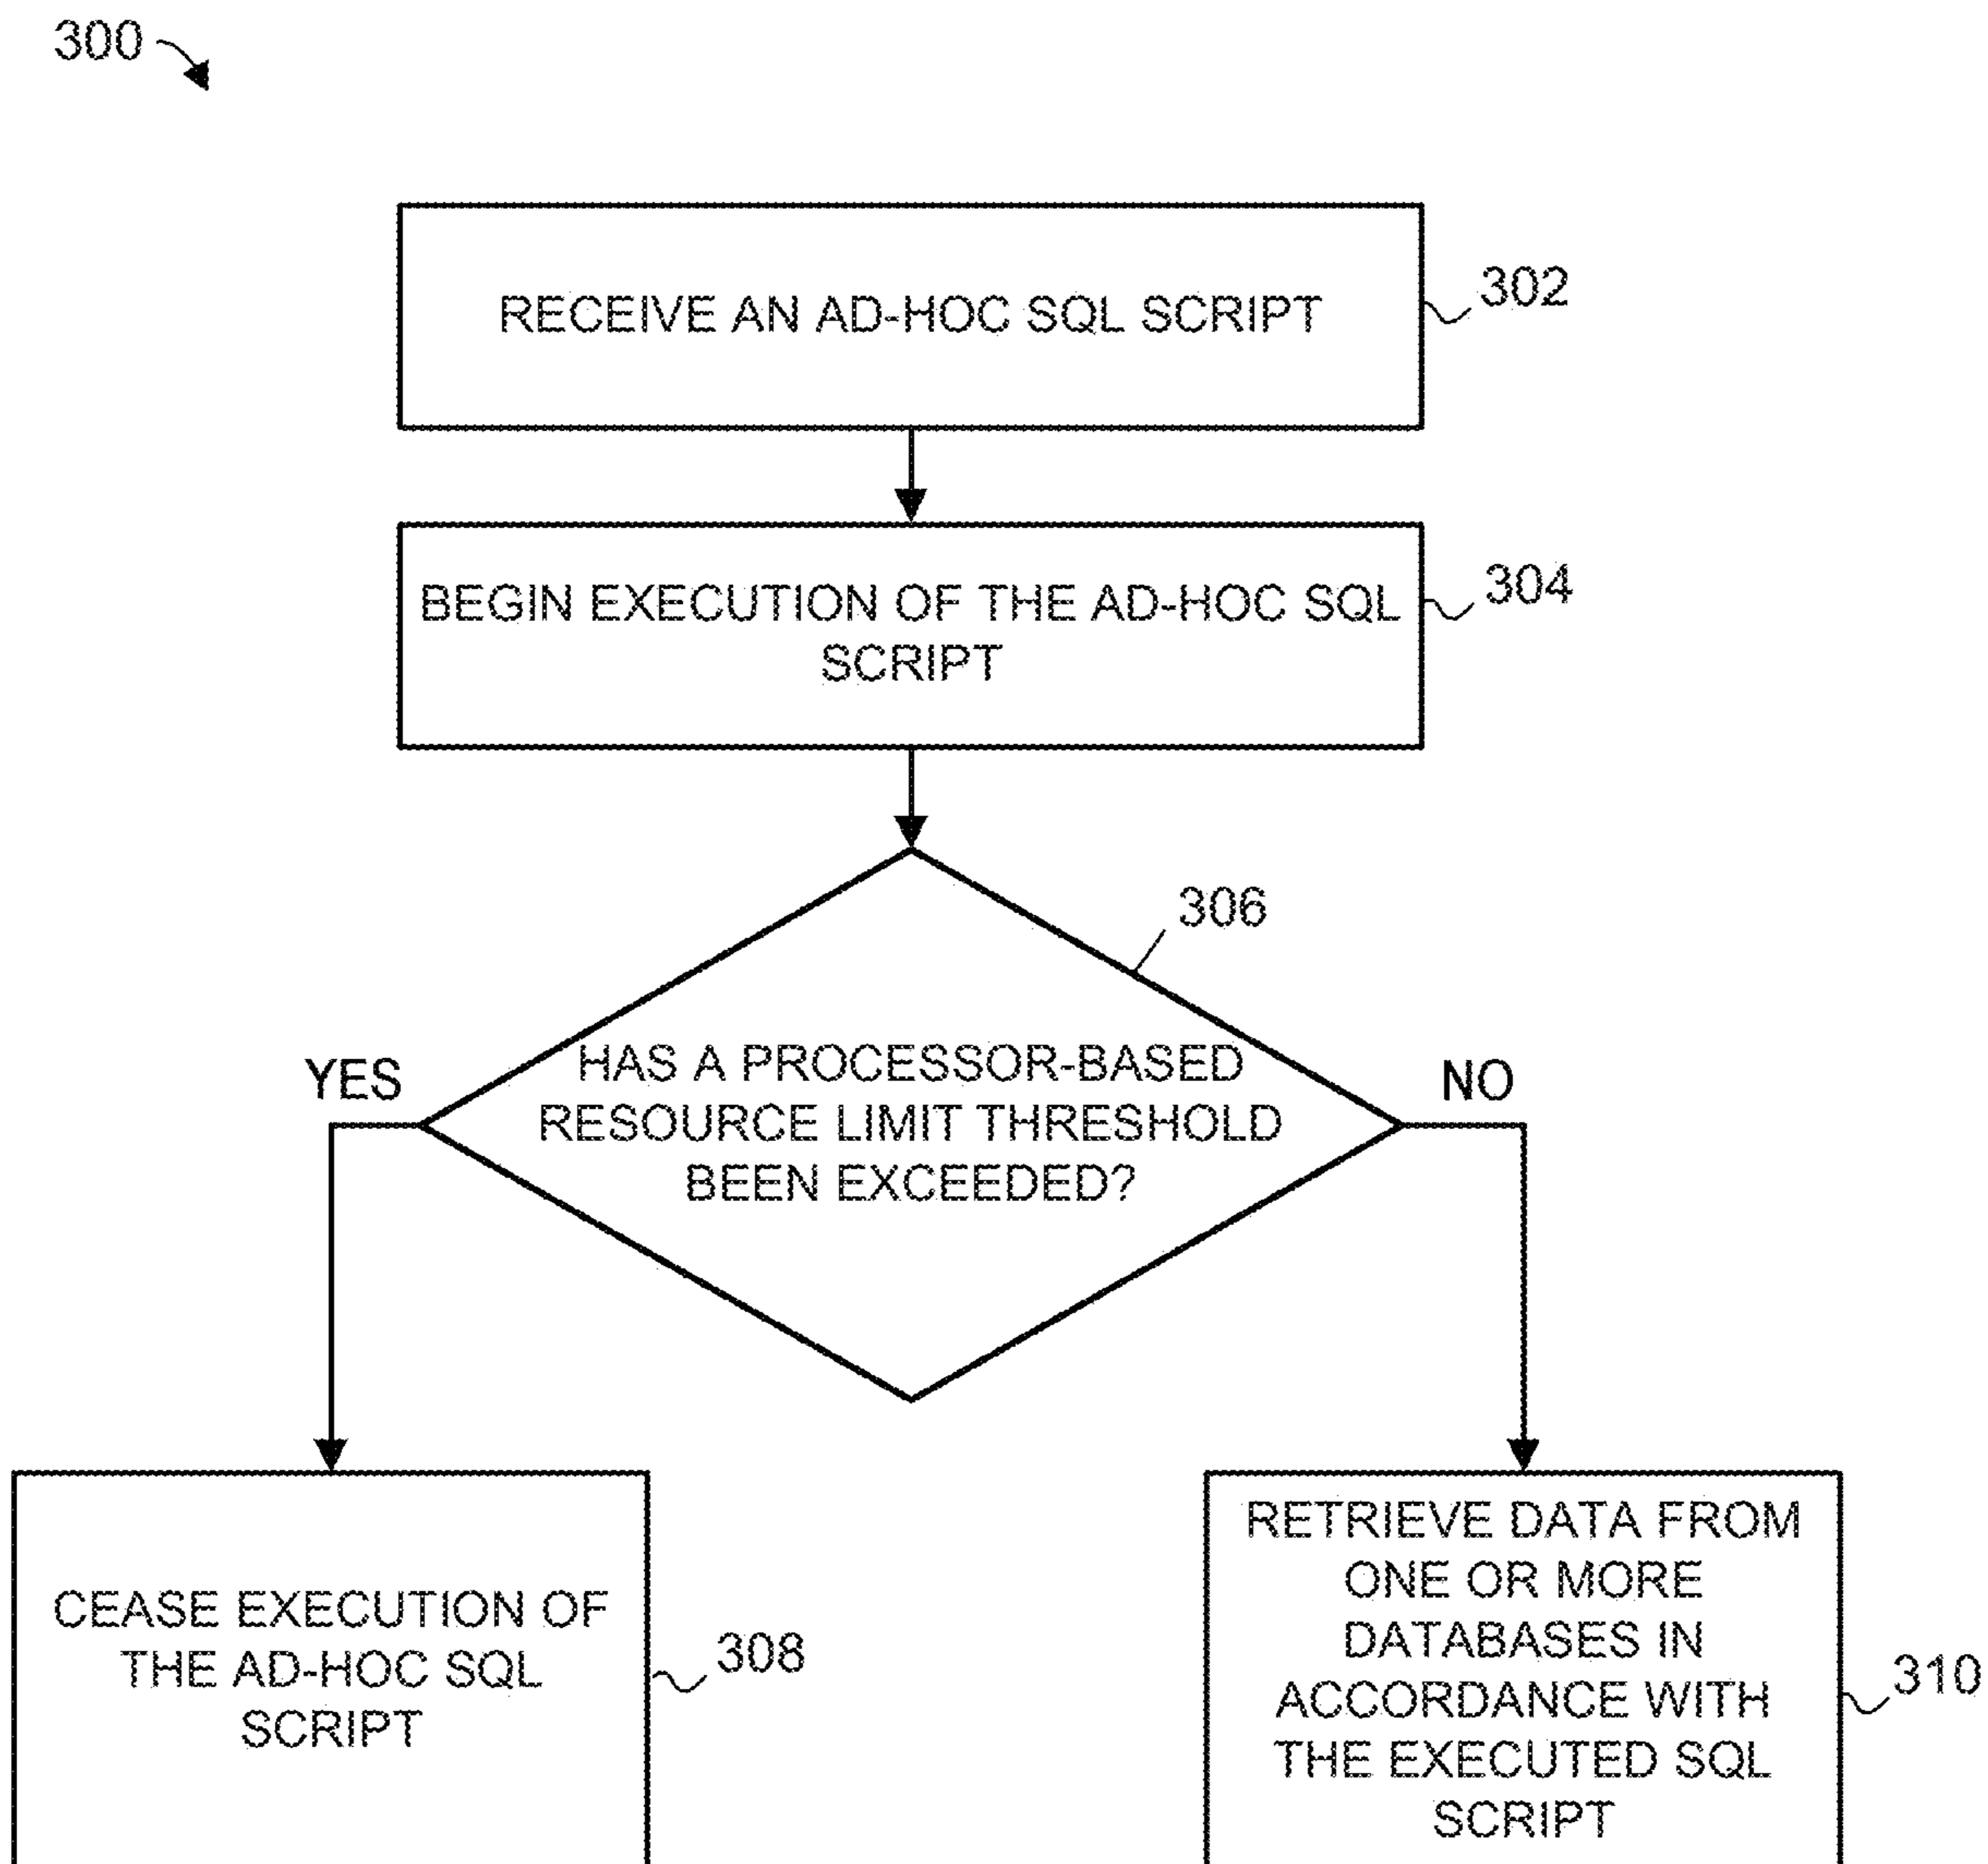 300
RECEIVE AN AD-HOC SQL SCRIPT
302
BEGIN EXECUTION OF THE AD-HOC SQL
SCRIPT
304
306
HAS A PROCESSOR-BASED
RESOURCE LIMIT THRESHOLD
BEEN EXCEEDED?
YES
NO
CEASE EXECUTION OF
THE AD-HOC SQL
SCRIPT
308
RETRIEVE DATA FROM
ONE OR MORE
DATABASES IN
ACCORDANCE WITH
THE EXECUTED SQL
SCRIPT
310